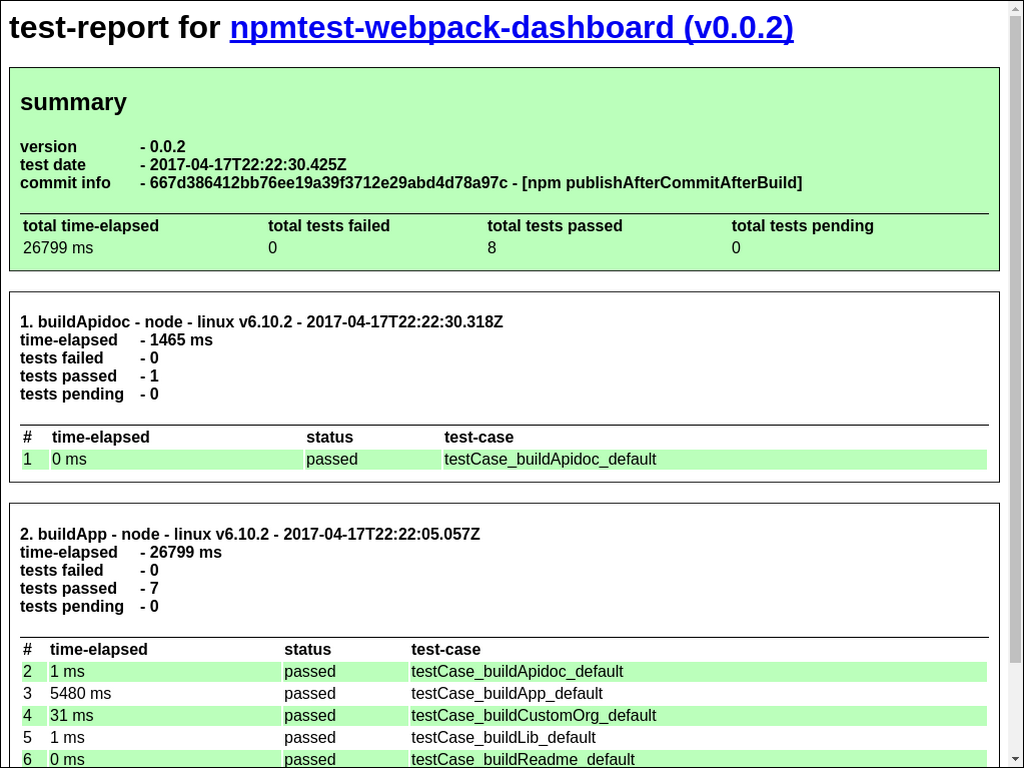 test-report for npmtest-webpack-dashboard (v0.0.2)
summary
version - 0.0.2
test date - 2017-04-17T22:22:30.425Z
commit info - 667d386412bb76ee19a39f3712e29abd4d78a97c - [npm publishAfterCommitAfterBuild]
total time-elapsed total tests failed total tests passed total tests pending
26799 ms 0 8 0
1. buildApidoc - node - linux v6.10.2 - 2017-04-17T22:22:30.318Z
time-elapsed - 1465 ms
tests failed - 0
tests passed - 1
tests pending - 0
# time-elapsed status test-case
1 0 ms passed testCase_buildApidoc_default
2. buildApp - node - linux v6.10.2 - 2017-04-17T22:22:05.057Z
time-elapsed - 26799 ms
tests failed - 0
tests passed - 7
tests pending - 0
# time-elapsed status test-case
2 1 ms passed testCase_buildApidoc_default
3 5480 ms passed testCase_buildApp_default
4 31 ms passed testCase_buildCustomOrg_default
5 1 ms passed testCase_buildLib_default
6 0 ms passed testCase_buildReadme_default